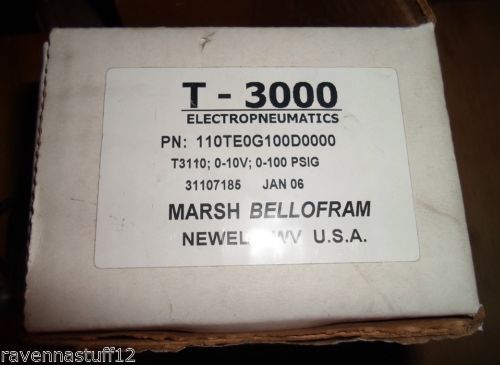 T - 3000
ELECTROPNEUMATICS
PN: 110TE0G100D0000
T3110; 0-10V; 0-100 PSIG
31107185 JAN 06
MARSH BELLOFRAM
U.S.A.
ravennastuff12